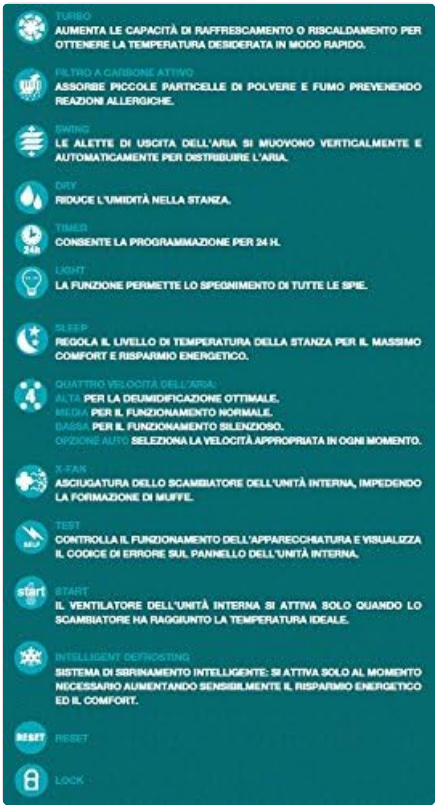 TURBO
AUMENTA LE CAPACITÀ DI RAFFRESCAMENTO O RISCALDAMENTO PER
OTTENERE LA TEMPERATURA DESIDERATA IN MODO RAPIDO.
FILTRO A CARBONE ATTIVO
ASSORBE PICCOLE PARTICELLE DI POLVERE E FUMO PREVENENDO
REAZIONI ALLERGICHE.
SWING
LE ALETTE DI USCITA DELL'ARIA SI MUOVONO VERTICALMENTE E
AUTOMATICAMENTE PER DISTRIBUIRE L'ARIA.
DRY
RIDUCE L'UMIDITÀ NELLA STANZA.
TIMER
24h
CONSENTE LA PROGRAMMAZIONE PER 24 H.
LIGHT
LA FUNZIONE PERMETTE LO SPEGNIMENTO DI TUTTE LE SPIE.
SLEEP
REGOLA IL LIVELLO DI TEMPERATURA DELLA STANZA PER IL MASSIMO
COMFORT E RISPARMIO ENERGETICO.
4
QUATTRO VELOCITÀ DELL'ARIA:
ALTA PER LA DEUMIDIFICAZIONE OTTIMALE.
MEDIA PER IL FUNZIONAMENTO NORMALE.
BASSA PER IL FUNZIONAMENTO SILENZIOSO.
OPZIONE AUTO SELEZIONA LA VELOCITÀ APPROPRIATA IN OGNI MOMENTO.
X-FAN
ASCIUGATURA DELLO SCAMBIATORE DELL'UNITÀ INTERNA, IMPEDENDO
LA FORMAZIONE DI MUFFE.
TEST
SELF
CONTROLLA IL FUNZIONAMENTO DELL'APPARECCHIATURA E VISUALIZZA
IL CODICE DI ERRORE SUL PANNELLO DELL'UNITÀ INTERNA.
start START
IL VENTILATORE DELL'UNITÀ INTERNA SI ATTIVA SOLO QUANDO LO
SCAMBIATORE HA RAGGIUNTO LA TEMPERATURA IDEALE.
INTELLIGENT DEFROSTING
SISTEMA DI SBRINAMENTO INTELLIGENTE: SI ATTIVA SOLO AL MOMENTO
NECESSARIO AUMENTANDO SENSIBILMENTE IL RISPARMIO ENERGETICO
ED IL COMFORT.
RESET RESET
LOCK